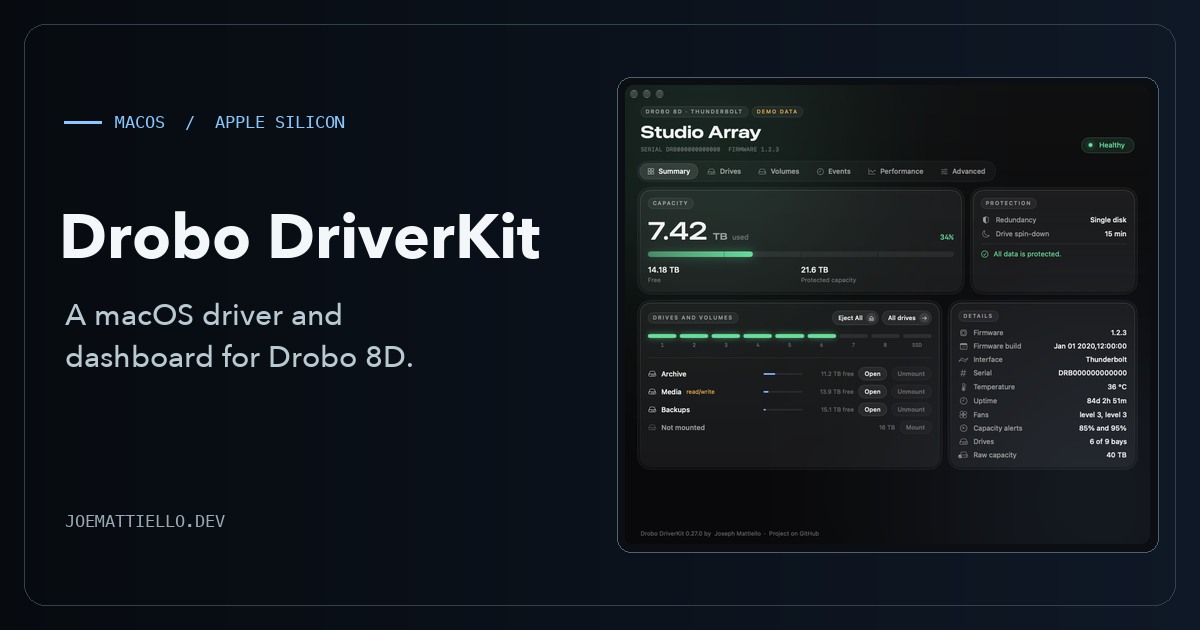 MACOS / APPLE SILICON
Drobo DriverKit
A macOS driver and
dashboard for Drobo 8D.
JOEMATTIELLO.DEV
DROBO 8D · THUNDERBOLT DEMO DATA
Studio Array
SERIAL DRB000000000000 FIRMWARE 1.2.3
Healthy
Summary Drives Volumes Events Performance Advanced
CAPACITY
7.42 TB used 34%
14.18 TB 21.6 TB
Free Protected capacity
PROTECTION
Redundancy Single disk
Drive spin-down 15 min
All data is protected.
DRIVES AND VOLUMES Eject All All drives
1 2 3 4 5 6 7 8 SSD
Archive 11.2 TB free Open Unmount
Media read/write 13.9 TB free Open Unmount
Backups 15.1 TB free Open Unmount
Not mounted 16 TB Mount
DETAILS
Firmware 1.2.3
Firmware build Jan 01 2020,12:00:00
Interface Thunderbolt
Serial DRB000000000000
Temperature 36 °C
Uptime 84d 2h 51m
Fans level 3, level 3
Capacity alerts 85% and 95%
Drives 6 of 9 bays
Raw capacity 40 TB
Drobo DriverKit 0.27.0 by Joseph Mattiello · Project on GitHub